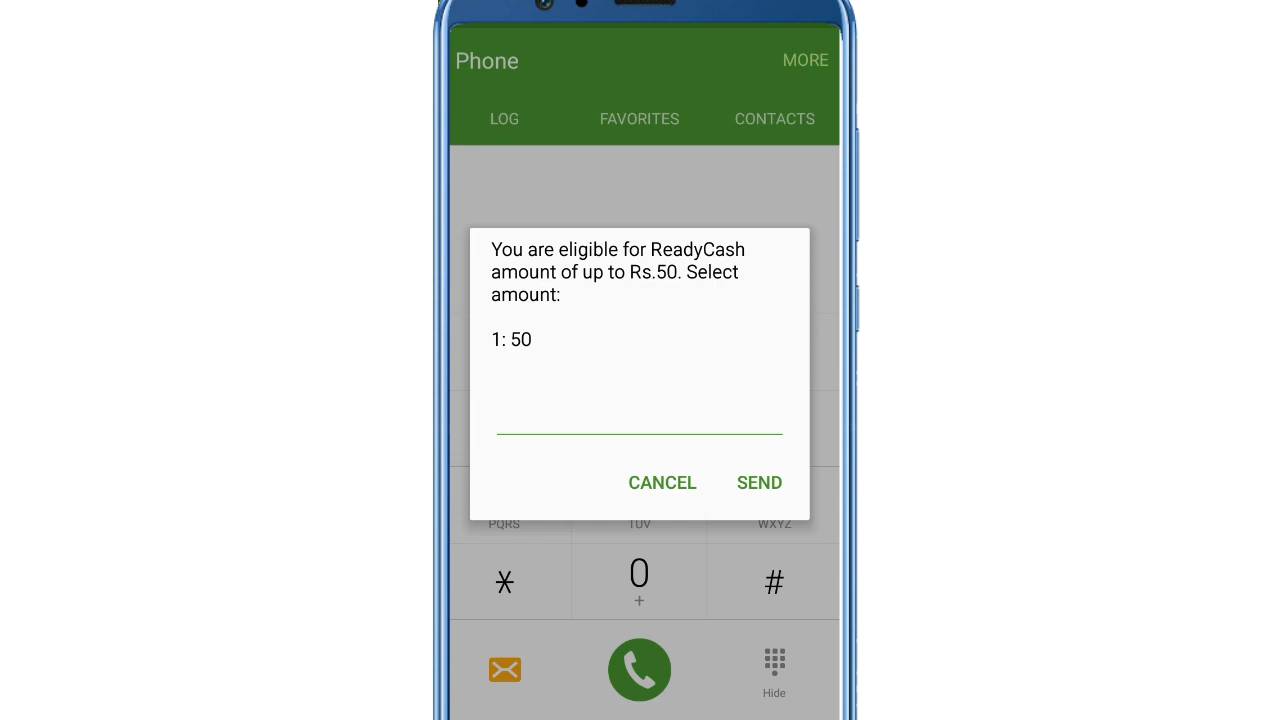 Phone
MORE
LOG
FAVORITES
CONTACTS
You are eligible for ReadyCash
amount of up to Rs.50. Select
amount:
1: 50
CANCEL
SEND
PQRS
TUV
WXYZ
*
0
#
+
Hide